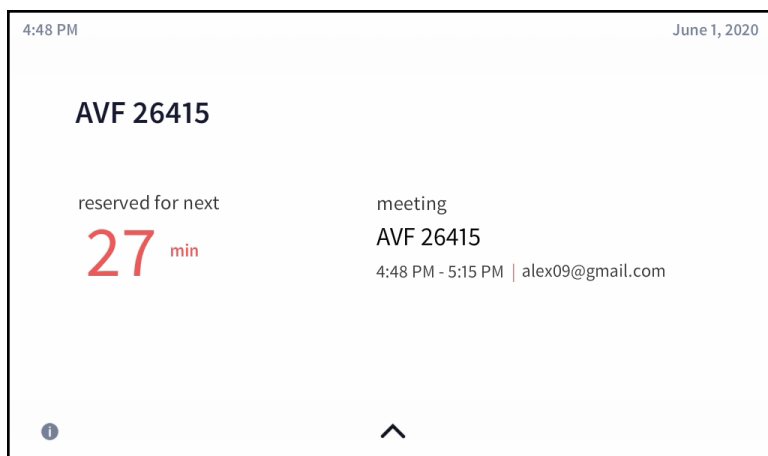 4:48 PM
June 1, 2020
AVF 26415
reserved for next
27 min
meeting
AVF 26415
4:48 PM - 5:15 PM | alex09@gmail.com